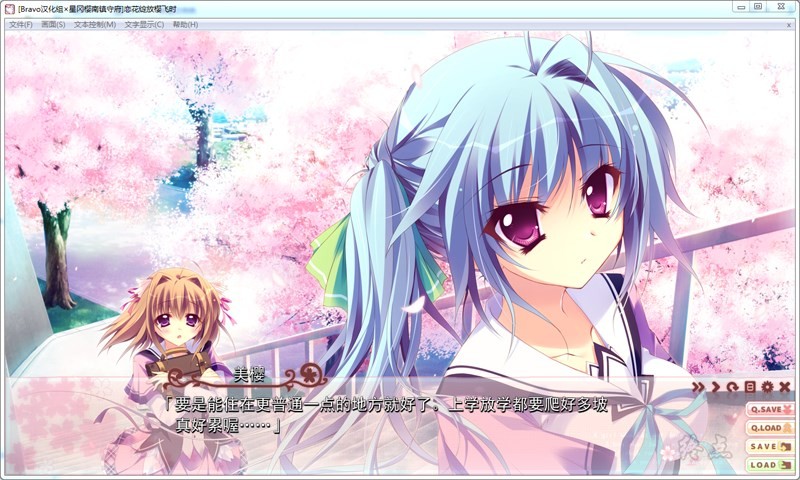 [Bravo汉化组×星冈樱南镇守府]恋花绽放樱飞时
文件(F) 画面(S) 文本控制(M) 文字显示(C) 帮助(H)
美樱
「要是能住在更普通一点的地方就好了。上学放学都要爬好多坡
真好累喔……」
Q.SAVE
Q.LOAD
SAVE
LOAD
终点